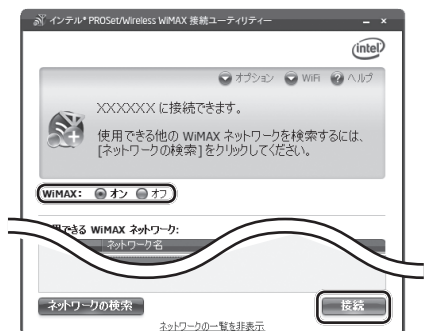 インテル® PROSet/Wireless WiMAX 接続ユーティリティー
intel
オプション WiFi ヘルプ
XXXXXX に接続できます。
使用できる他の WiMAX ネットワークを検索するには、
[ネットワークの検索] をクリックしてください。
WiMAX: オン オフ
用できる WiMAX ネットワーク:
ネットワーク名
ネットワークの検索 接続
ネットワークの一覧を非表示